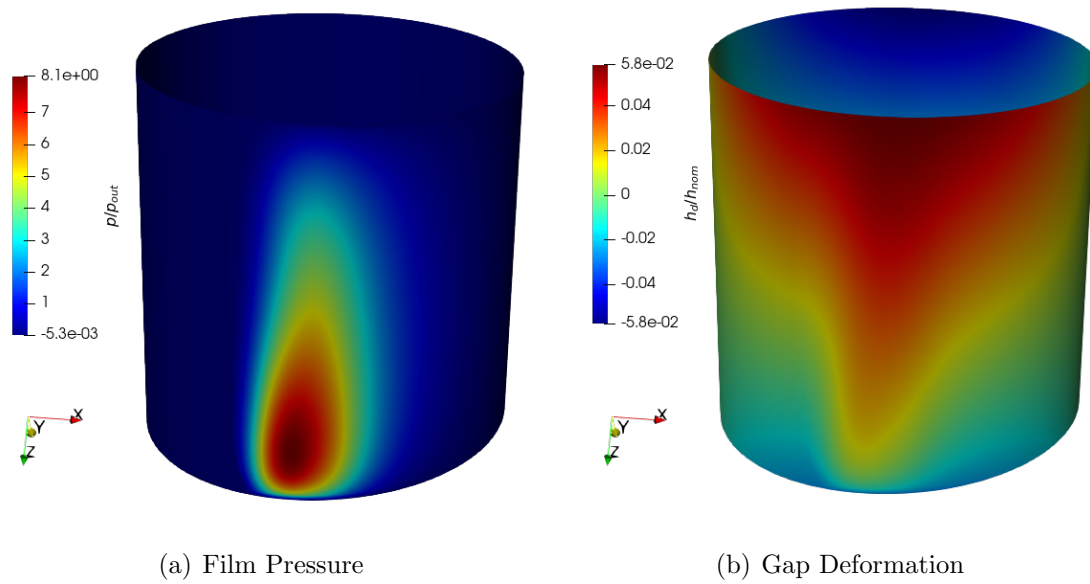 8.1e+00
7
6
5
4
3
2
1
-5.3e-03
p/p_out
X
Y
Z
5.8e-02
0.04
0.02
0
-0.02
-0.04
-5.8e-02
h_d/h_nom
X
Y
Z
(a) Film Pressure
(b) Gap Deformation